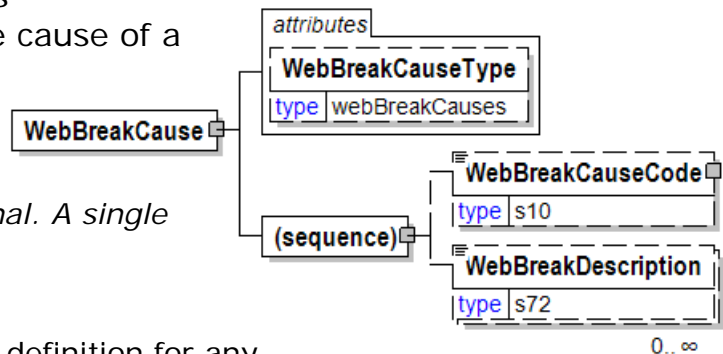 e cause of a
attributes
WebBreakCauseType
type webBreakCauses
WebBreakCause
WebBreakCauseCode
type s10
nal. A single
(sequence)
WebBreakDescription
type s72
definition for any
0..∞